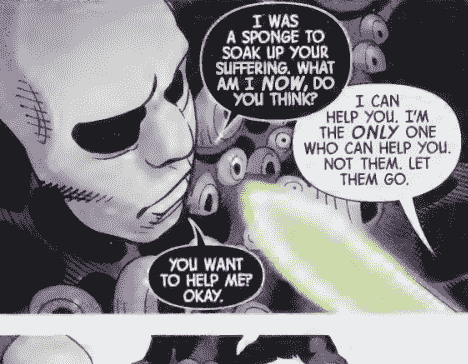 I WAS
A SPONGE TO
SOAK UP YOUR
SUFFERING. WHAT
AM I NOW, DO
YOU THINK?
I CAN
HELP YOU. I'M
THE ONLY ONE
WHO CAN HELP YOU.
NOT THEM. LET
THEM GO.
YOU WANT
TO HELP ME?
OKAY.